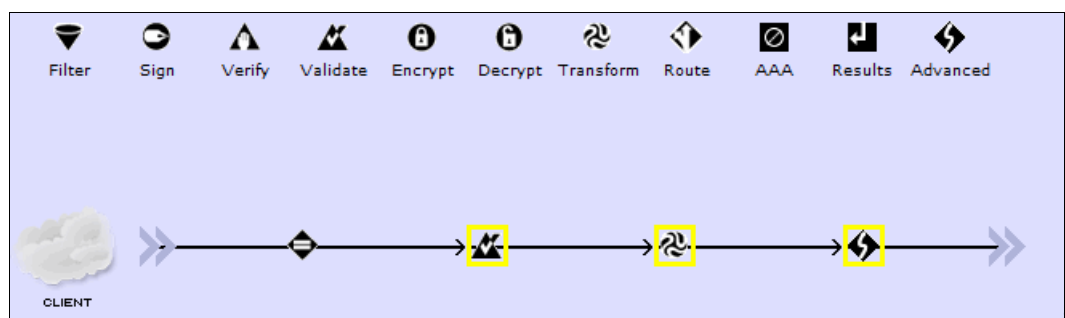 Filter Sign Verify Validate Encrypt Decrypt Transform Route AAA Results Advanced
CLIENT